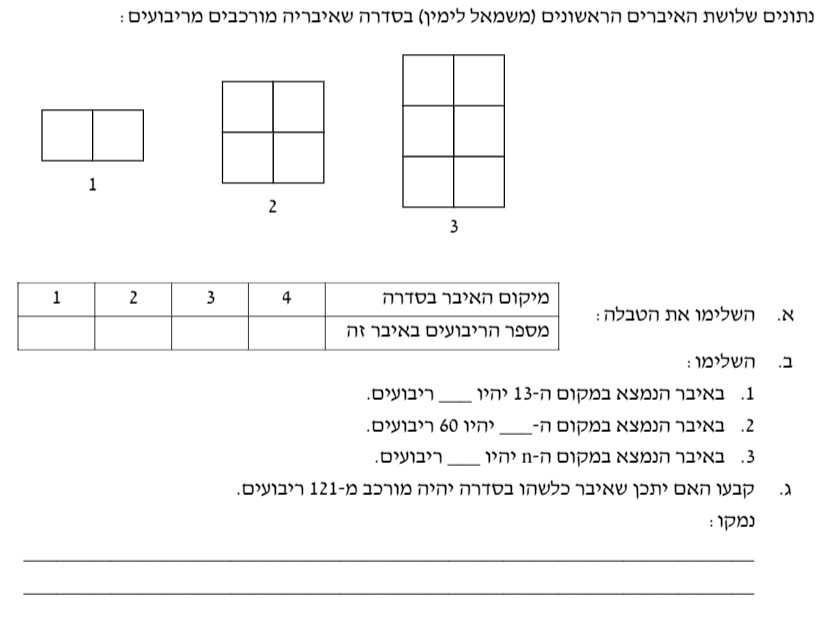 נתונים שלושת האיברים הראשונים (משמאל לימין) בסדרה שאיבריה מורכבים מריבועים:
1
2
3
א. השלימו את הטבלה:
מיקום האיבר בסדרה 4 3 2 1
מספר הריבועים באיבר זה
ב. השלימו:
1. באיבר הנמצא במקום ה-13 יהיו ____ ריבועים.
2. באיבר הנמצא במקום ה-____ יהיו 60 ריבועים.
3. באיבר הנמצא במקום ה-n יהיו ____ ריבועים.
ג. קבעו האם יתכן שאיבר כלשהו בסדרה יהיה מורכב מ-121 ריבועים.
נמקו: